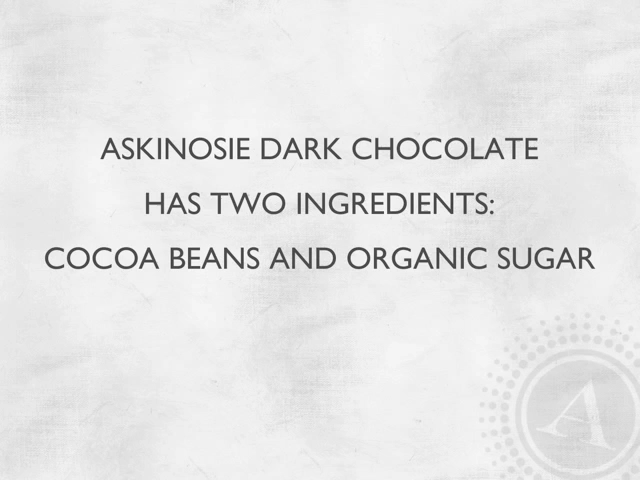 ASKINOSIE DARK CHOCOLATE
HAS TWO INGREDIENTS:
COCOA BEANS AND ORGANIC SUGAR
A